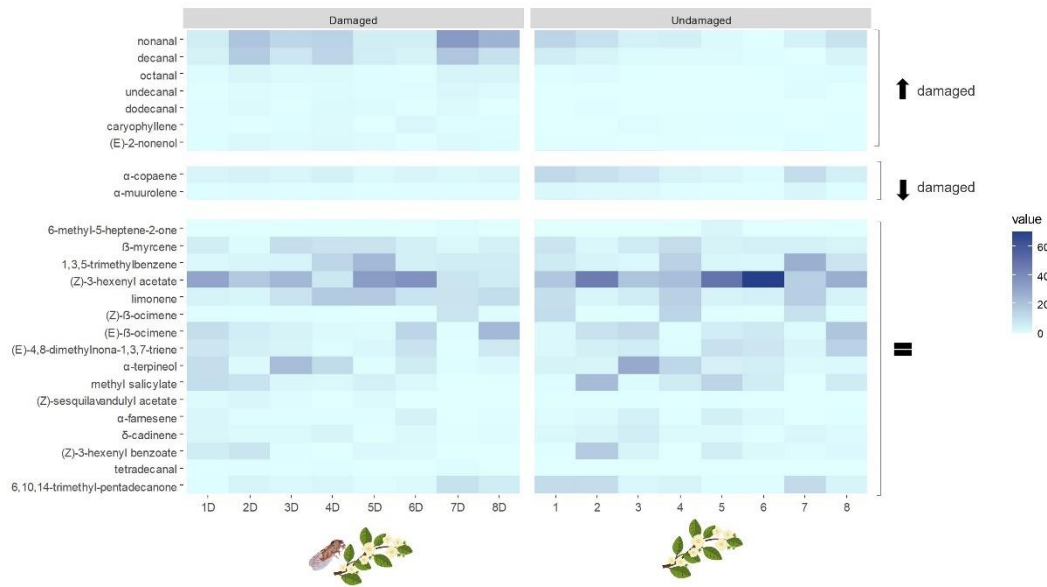 Damaged Undamaged
nonanal
decanal
octanal
undecanal
dodecanal
caryophyllene
(E)-2-nonenol
damaged
α-copaene
α-muurolene
damaged
6-methyl-5-heptene-2-one
ß-myrcene
1,3,5-trimethylbenzene
(Z)-3-hexenyl acetate
limonene
(Z)-ß-ocimene
(E)-ß-ocimene
(E)-4,8-dimethylnona-1,3,7-triene
α-terpineol
methyl salicylate
(Z)-sesquilavandulyl acetate
α-farnesene
δ-cadinene
(Z)-3-hexenyl benzoate
tetradecanal
6,10,14-trimethyl-pentadecanone
value
60
40
20
0
1D 2D 3D 4D 5D 6D 7D 8D 1 2 3 4 5 6 7 8